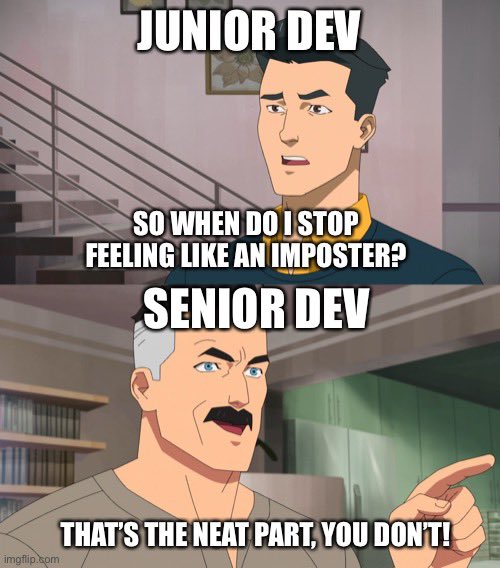 JUNIOR DEV
SO WHEN DO I STOP
FEELING LIKE AN IMPOSTER?
SENIOR DEV
THAT'S THE NEAT PART, YOU DON'T!
imgflip.com